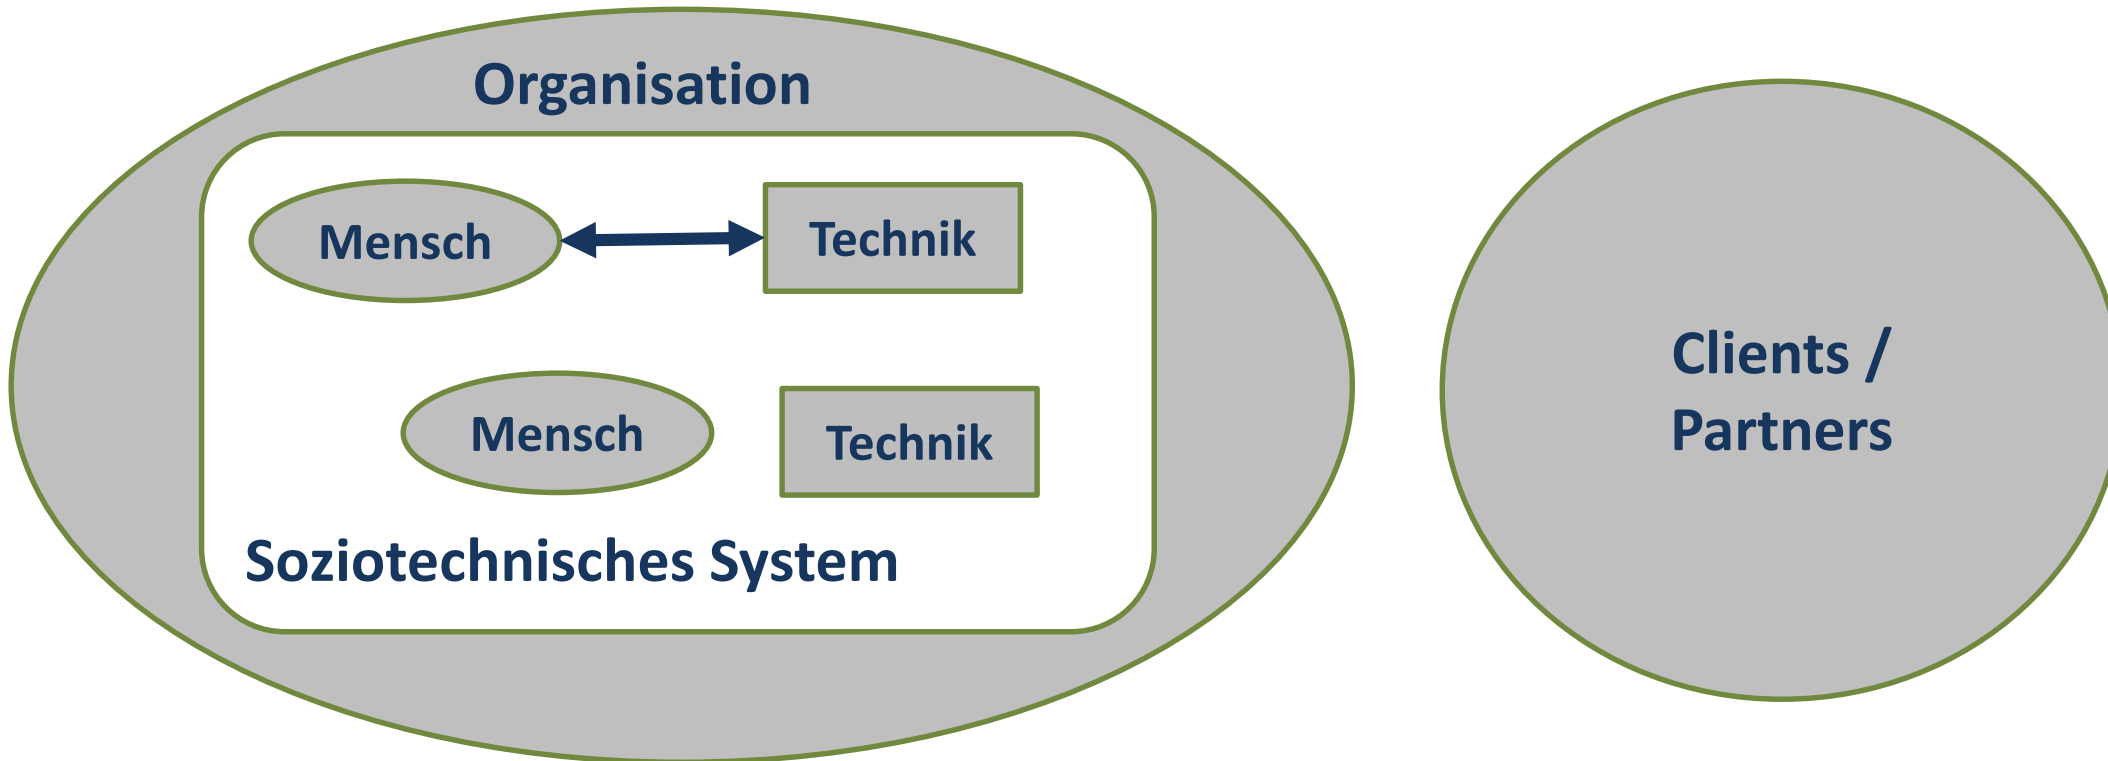 Organisation
Mensch
Technik
Mensch
Technik
Soziotechnisches System
Clients /
Partners